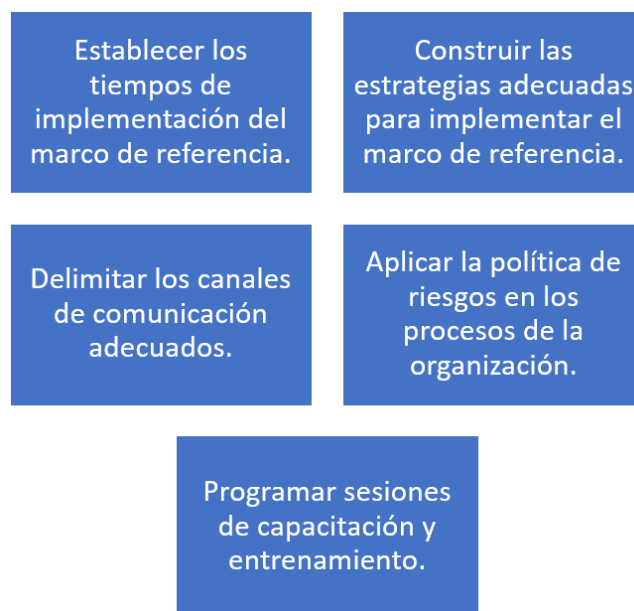 Establecer los
tiempos de
implementación del
marco de referencia.
Construir las
estrategias adecuadas
para implementar el
marco de referencia.
Delimitar los canales
de comunicación
adecuados.
Aplicar la política de
riesgos en los
procesos de la
organización.
Programar sesiones
de capacitación y
entrenamiento.